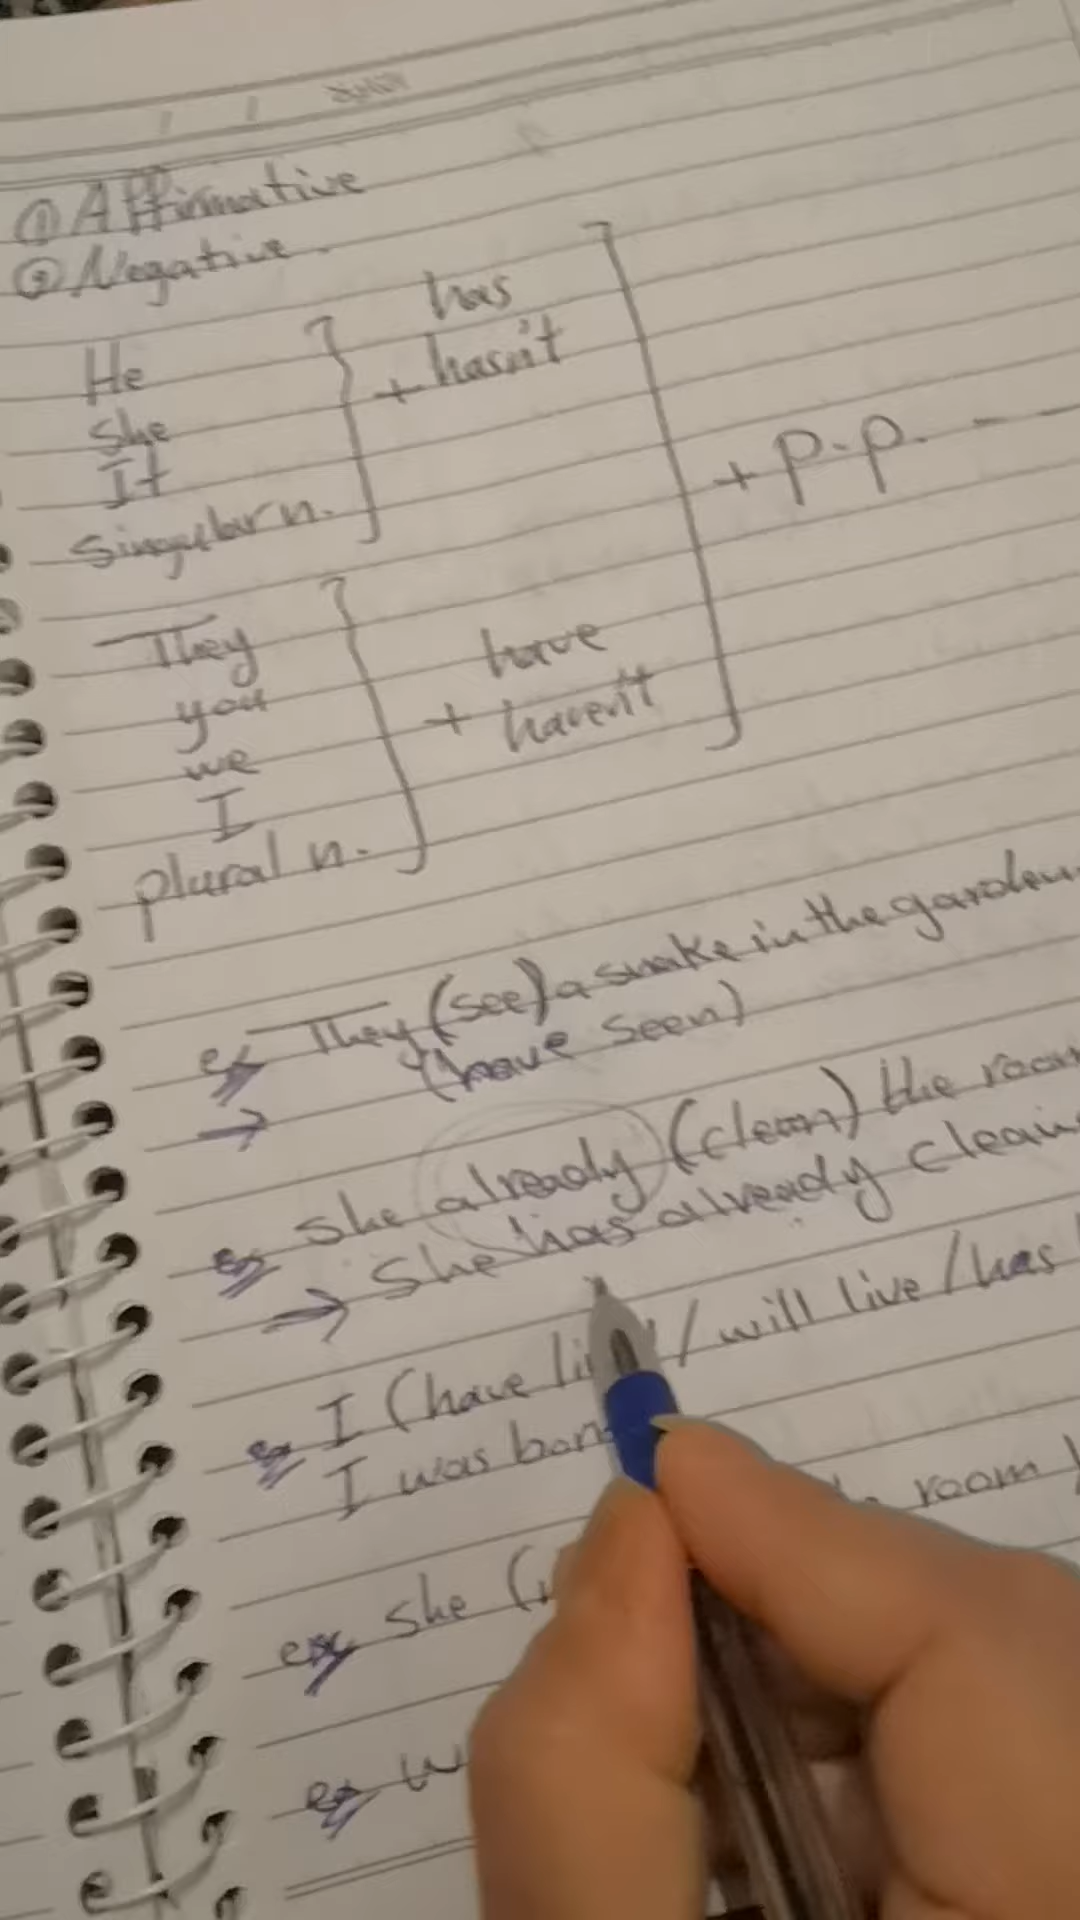 ① Affirmative
② Negative.
has
He
+ hasn't
She
It
singular n.
+ p.p. - -
They
have
you
+ haven't
we
I
plural n.
ex They (see) a snake in the garden
→ (have seen)
ex she already (clean) the room
→ She has already
ex I (have / will live / has
I was born
room
ex she (
ex